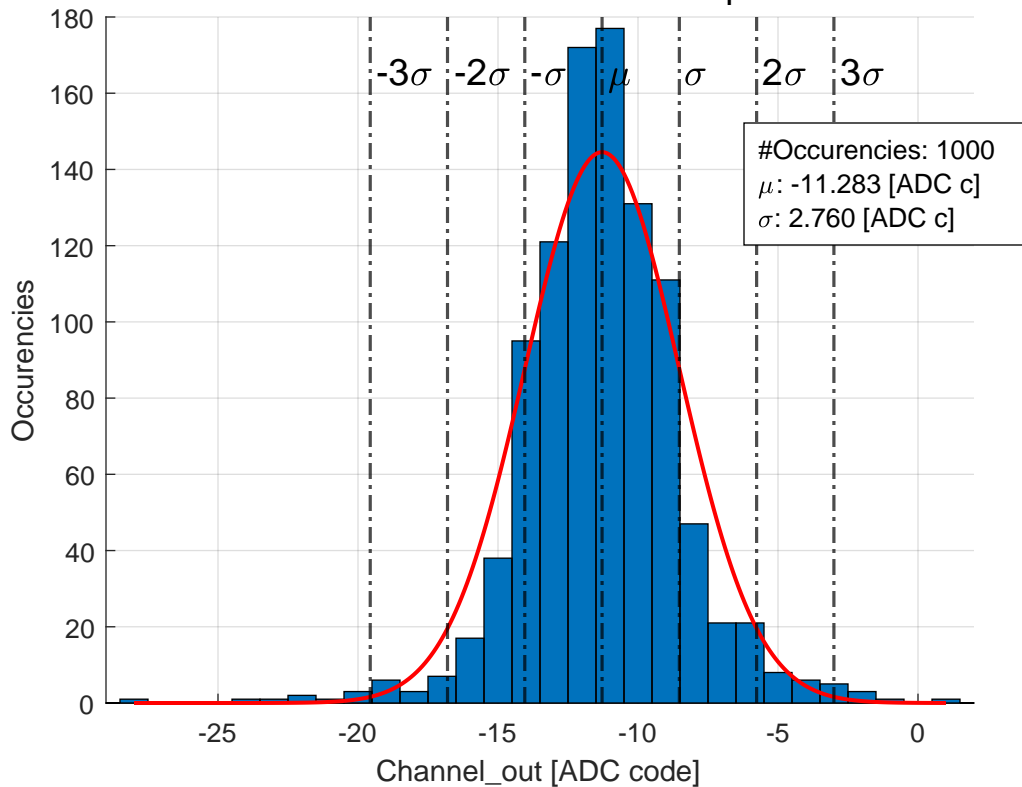 180
160
140
120
100
80
60
40
20
0
Occurencies
-3σ
-2σ
-σ
μ
σ
2σ
3σ
#Occurencies: 1000
μ: -11.283 [ADC c]
σ: 2.760 [ADC c]
-25
-20
-15
-10
-5
0
Channel_out [ADC code]